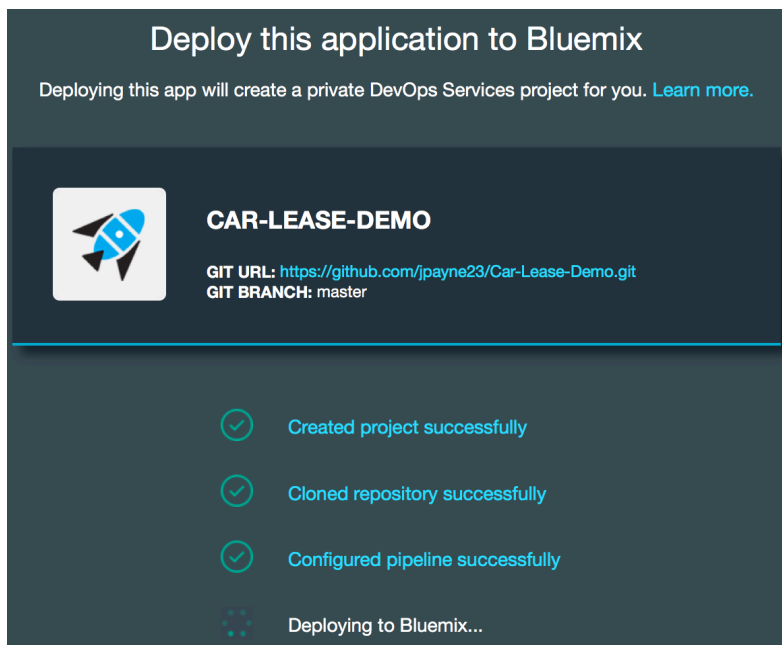 Deploy this application to Bluemix
Deploying this app will create a private DevOps Services project for you. Learn more.
CAR-LEASE-DEMO
GIT URL: https://github.com/jpayne23/Car-Lease-Demo.git
GIT BRANCH: master
Created project successfully
Cloned repository successfully
Configured pipeline successfully
Deploying to Bluemix...